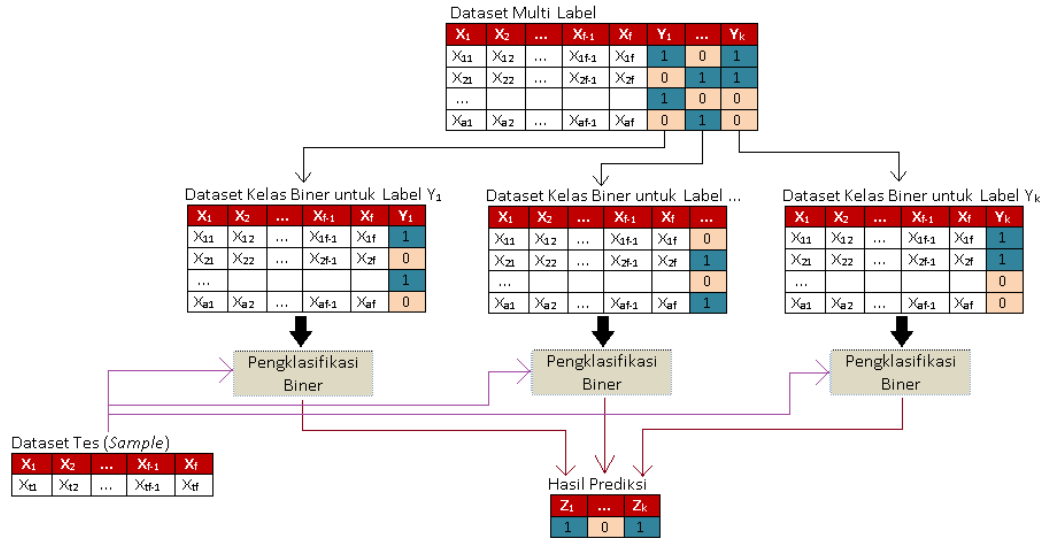 Dataset Multi Label
X₁ X₂ ... Xf-1 Xf Y₁ ... Yk
X₁₁ X₁₂ ... X1f-1 X1f 1 0 1
X₂₁ X₂₂ ... X2f-1 X2f 0 1 1
... 1 0 0
Xa1 Xa2 ... Xaf-1 Xaf 0 1 0
Dataset Kelas Biner untuk Label Y₁
X₁ X₂ ... Xf-1 Xf Y₁
X₁₁ X₁₂ ... X1f-1 X1f 1
X₂₁ X₂₂ ... X2f-1 X2f 0
... 1
Xa1 Xa2 ... Xaf-1 Xaf 0
Dataset Kelas Biner untuk Label ...
X₁ X₂ ... Xf-1 Xf ...
X₁₁ X₁₂ ... X1f-1 X1f 0
X₂₁ X₂₂ ... X2f-1 X2f 1
... 0
Xa1 Xa2 ... Xaf-1 Xaf 1
Dataset Kelas Biner untuk Label Yk
X₁ X₂ ... Xf-1 Xf Yk
X₁₁ X₁₂ ... X1f-1 X1f 1
X₂₁ X₂₂ ... X2f-1 X2f 1
... 0
Xa1 Xa2 ... Xaf-1 Xaf 0
Pengklasifikasi
Biner
Pengklasifikasi
Biner
Pengklasifikasi
Biner
Dataset Tes (Sample)
X₁ X₂ ... Xf-1 Xf
Xt1 Xt2 ... Xtf-1 Xtf
Hasil Prediksi
Z₁ ... Zk
1 0 1